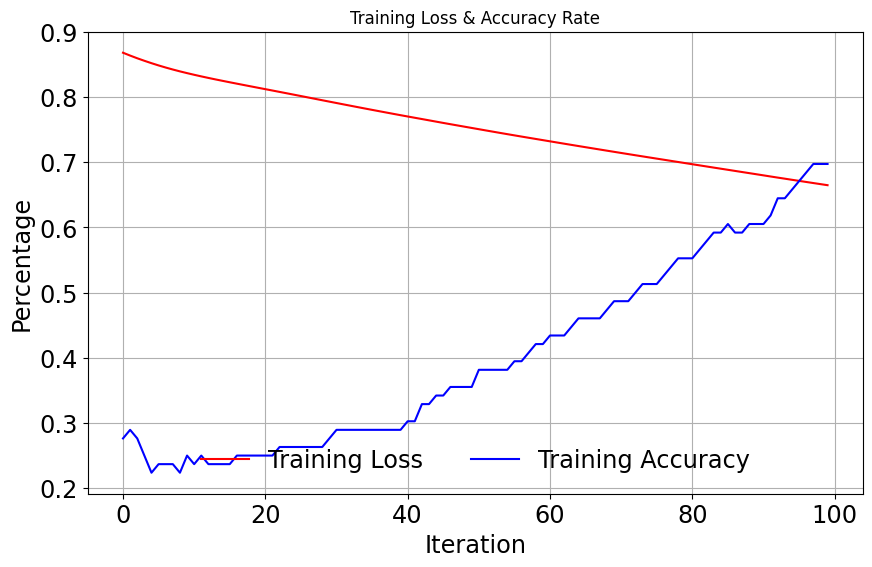 Training Loss & Accuracy Rate
0.9
0.8
0.7
0.6
0.5
0.4
0.3
0.2
Percentage
Training Loss
Training Accuracy
0 20 40 60 80 100
Iteration